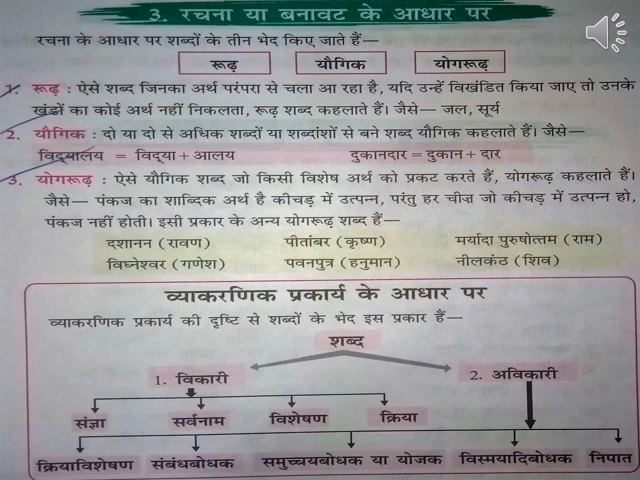 3. रचना या बनावट के आधार पर
रचना के आधार पर शब्दों के तीन भेद किए जाते हैं—
रूढ़ यौगिक योगरूढ़
1. रूढ़ : ऐसे शब्द जिनका अर्थ परंपरा से चला आ रहा है, यदि उन्हें विखंडित किया जाए तो उनके
खंडों का कोई अर्थ नहीं निकलता, रूढ़ शब्द कहलाते हैं। जैसे— जल, सूर्य
2. यौगिक : दो या दो से अधिक शब्दों या शब्दांशों से बने शब्द यौगिक कहलाते हैं। जैसे—
विद्यालय = विद्या + आलय दुकानदार = दुकान + दार
3. योगरूढ़ : ऐसे यौगिक शब्द जो किसी विशेष अर्थ को प्रकट करते हैं, योगरूढ़ कहलाते हैं।
जैसे— पंकज का शाब्दिक अर्थ है कीचड़ में उत्पन्न, परंतु हर चीज़ जो कीचड़ में उत्पन्न हो,
पंकज नहीं होती। इसी प्रकार के अन्य योगरूढ़ शब्द हैं—
दशानन (रावण) पीतांबर (कृष्ण) मर्यादा पुरुषोत्तम (राम)
विघ्नेश्वर (गणेश) पवनपुत्र (हनुमान) नीलकंठ (शिव)
व्याकरणिक प्रकार्य के आधार पर
व्याकरणिक प्रकार्य की दृष्टि से शब्दों के भेद इस प्रकार हैं—
शब्द
1. विकारी 2. अविकारी
संज्ञा सर्वनाम विशेषण क्रिया
क्रियाविशेषण संबंधबोधक समुच्चयबोधक या योजक विस्मयादिबोधक निपात